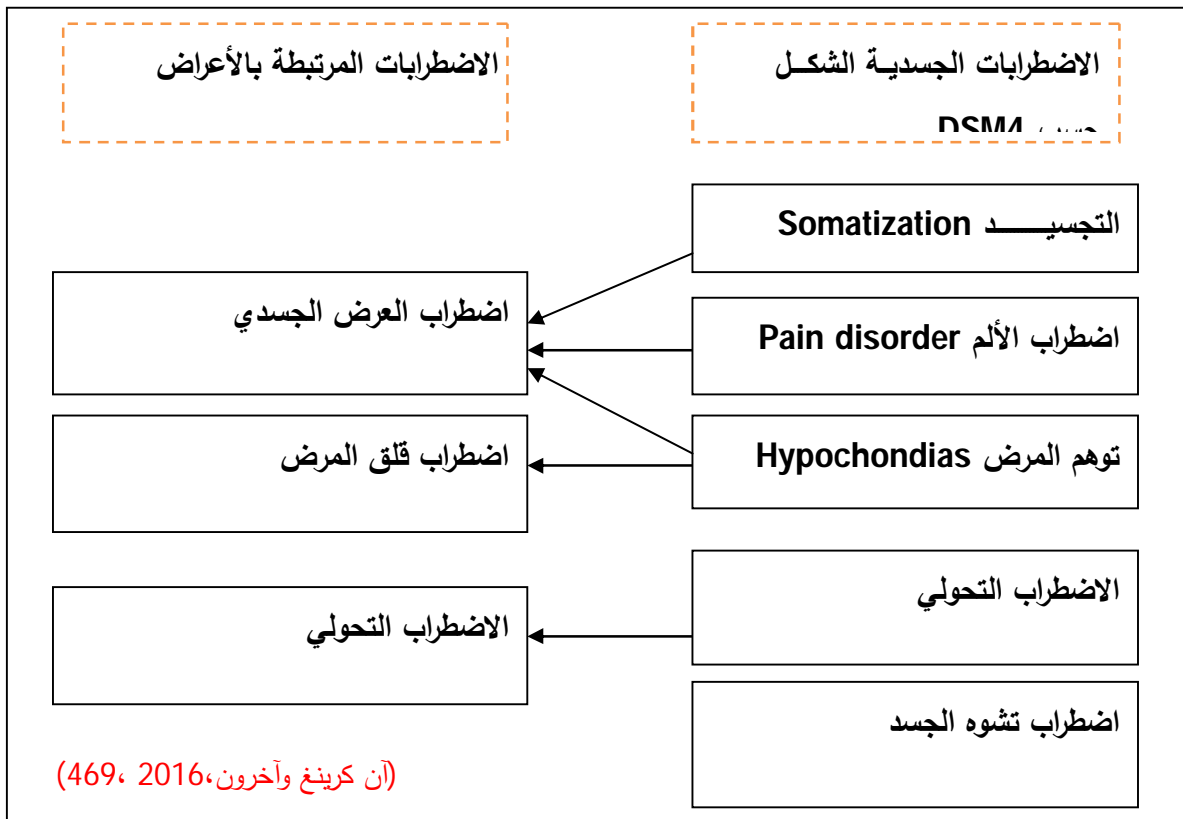 الاضطرابات الجسدية الشكل
حسب DSM4
الاضطرابات المرتبطة بالأعراض
التجسيد Somatization
اضطراب الألم Pain disorder
توهم المرض Hypochondias
الاضطراب التحولي
اضطراب تشوه الجسد
اضطراب العرض الجسدي
اضطراب قلق المرض
الاضطراب التحولي
(آن كرينغ وآخرون،2016 ،469)